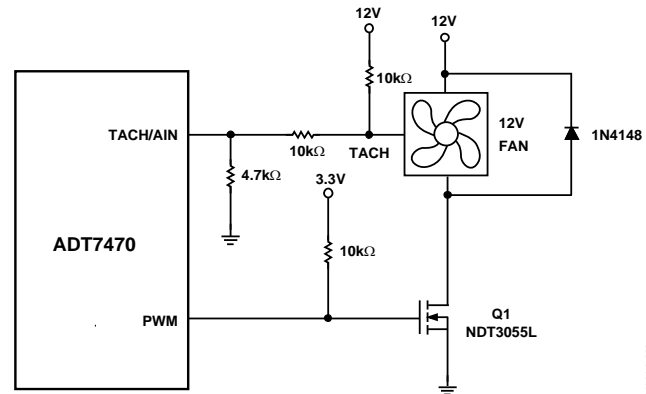 12V
12V
10kΩ
12V
FAN
1N4148
TACH/AIN
10kΩ
TACH
4.7kΩ
3.3V
10kΩ
ADT7470
PWM
Q1
NDT3055L